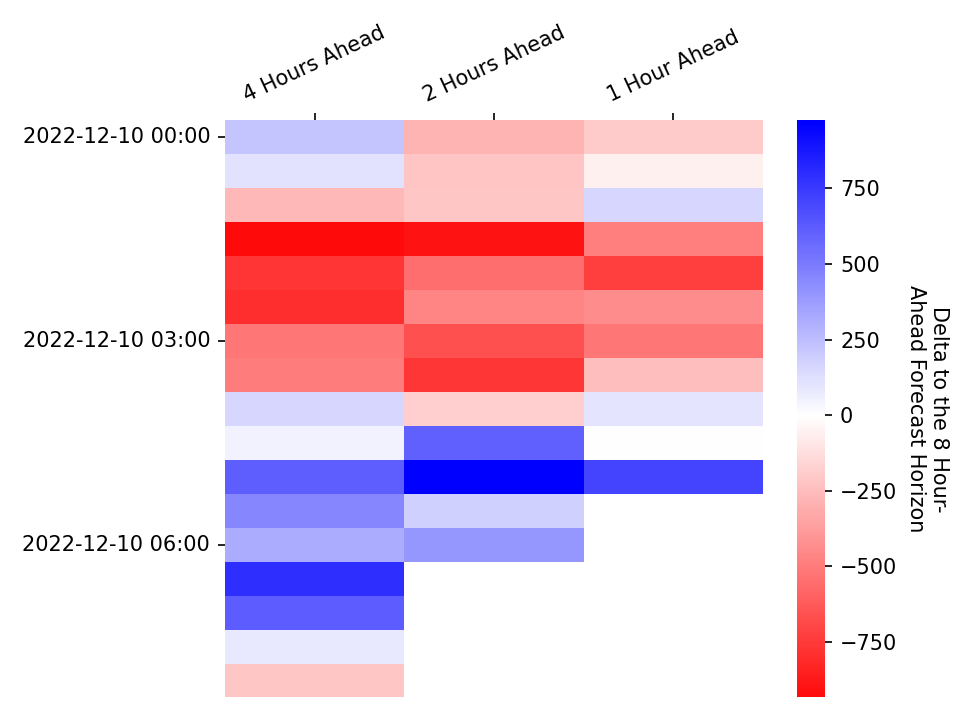 4 Hours Ahead
2 Hours Ahead
1 Hour Ahead
2022-12-10 00:00
2022-12-10 03:00
2022-12-10 06:00
750
500
250
0
−250
−500
−750
Delta to the 8 Hour-
Ahead Forecast Horizon